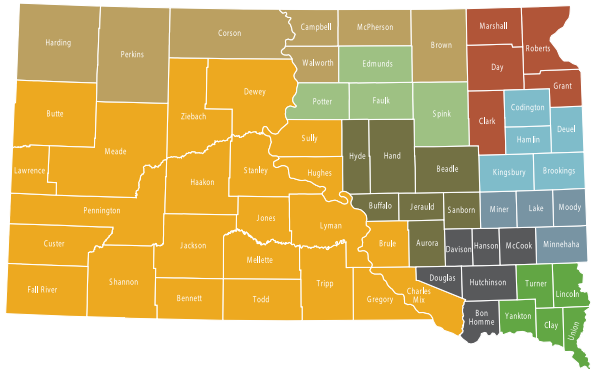 Harding
Perkins
Corson
Campbell
McPherson
Brown
Marshall
Roberts
Walworth
Edmunds
Day
Grant
Butte
Ziebach
Dewey
Potter
Faulk
Spink
Clark
Codington
Deuel
Hamlin
Meade
Sully
Hyde
Hand
Beadle
Kingsbury
Brookings
Lawrence
Haakon
Stanley
Hughes
Pennington
Jones
Lyman
Buffalo
Jerauld
Sanborn
Miner
Lake
Moody
Custer
Jackson
Mellette
Brule
Aurora
Davison
Hanson
McCook
Minnehaha
Fall River
Shannon
Bennett
Todd
Tripp
Gregory
Charles
Mix
Douglas
Hutchinson
Turner
Lincoln
Bon
Homme
Yankton
Clay
Union